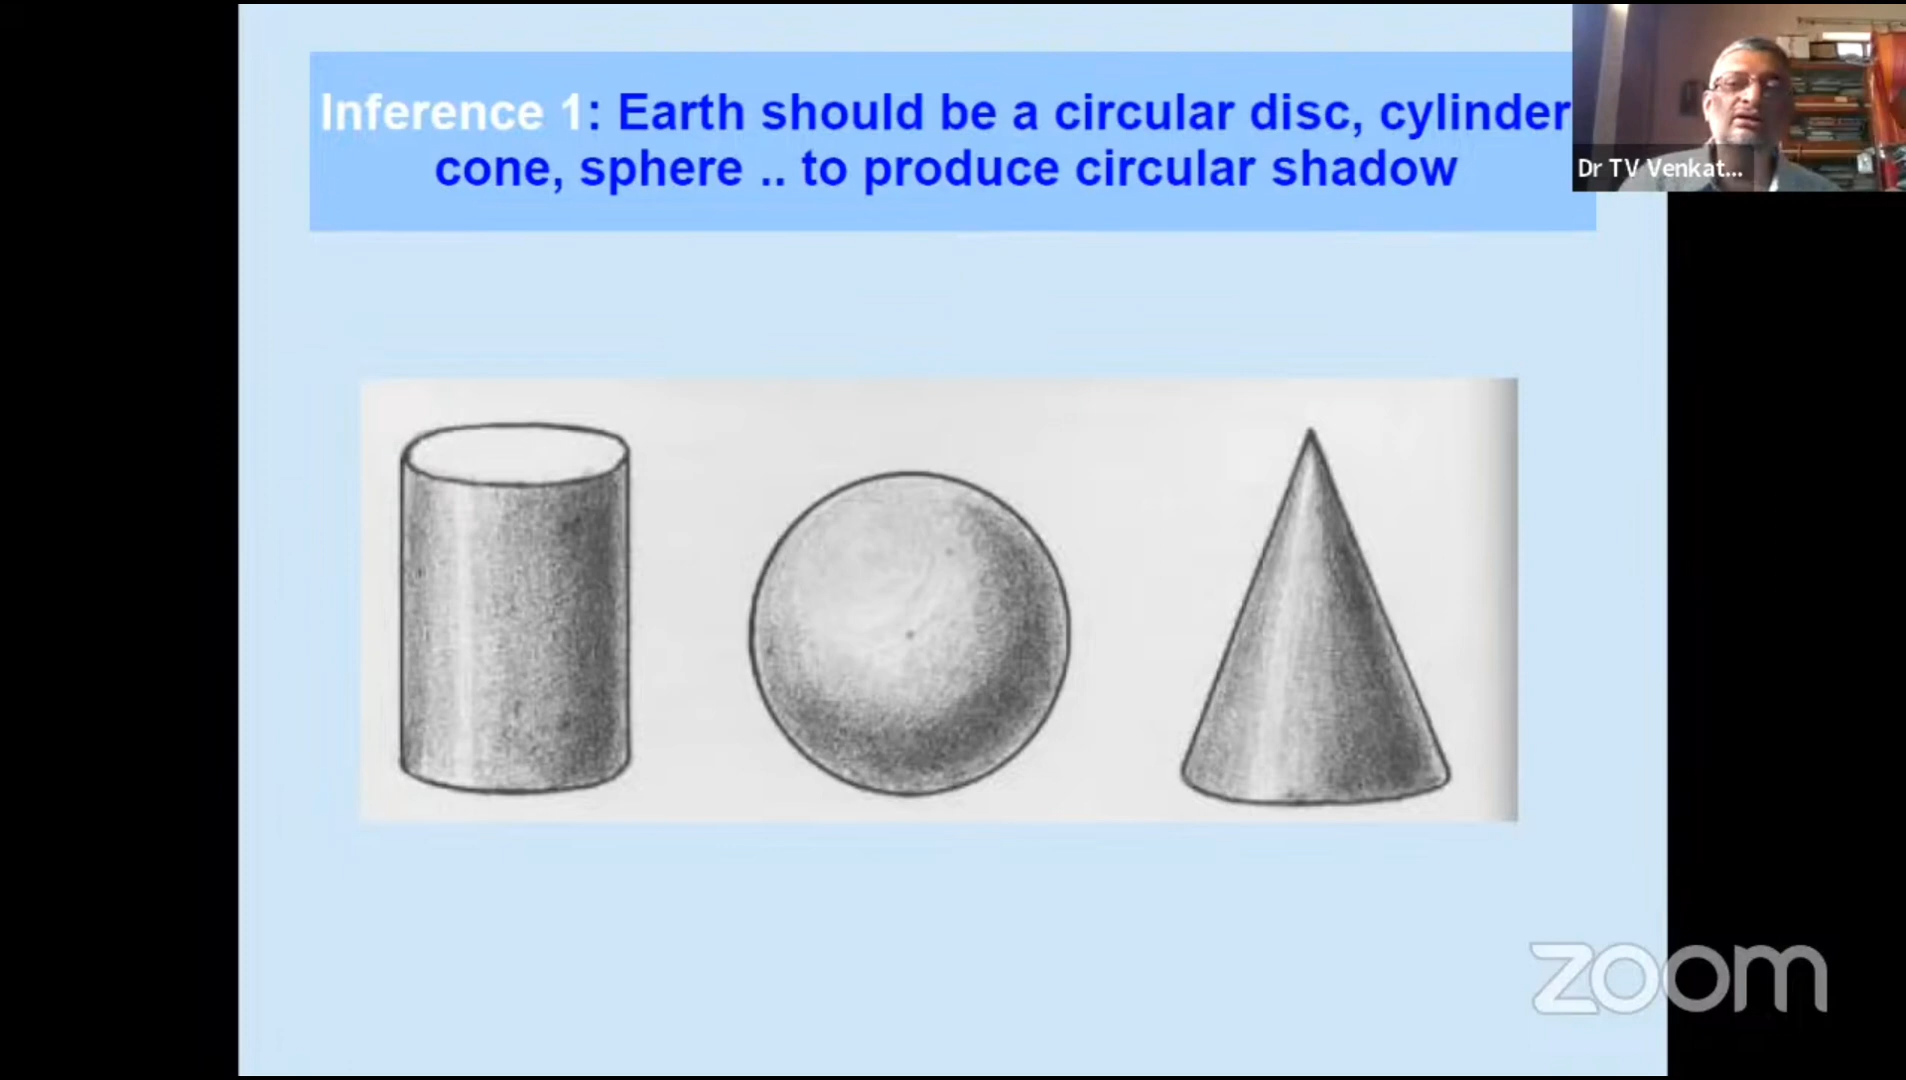 Inference 1: Earth should be a circular disc, cylinder
cone, sphere .. to produce circular shadow
Dr TV Venkat...
zoom